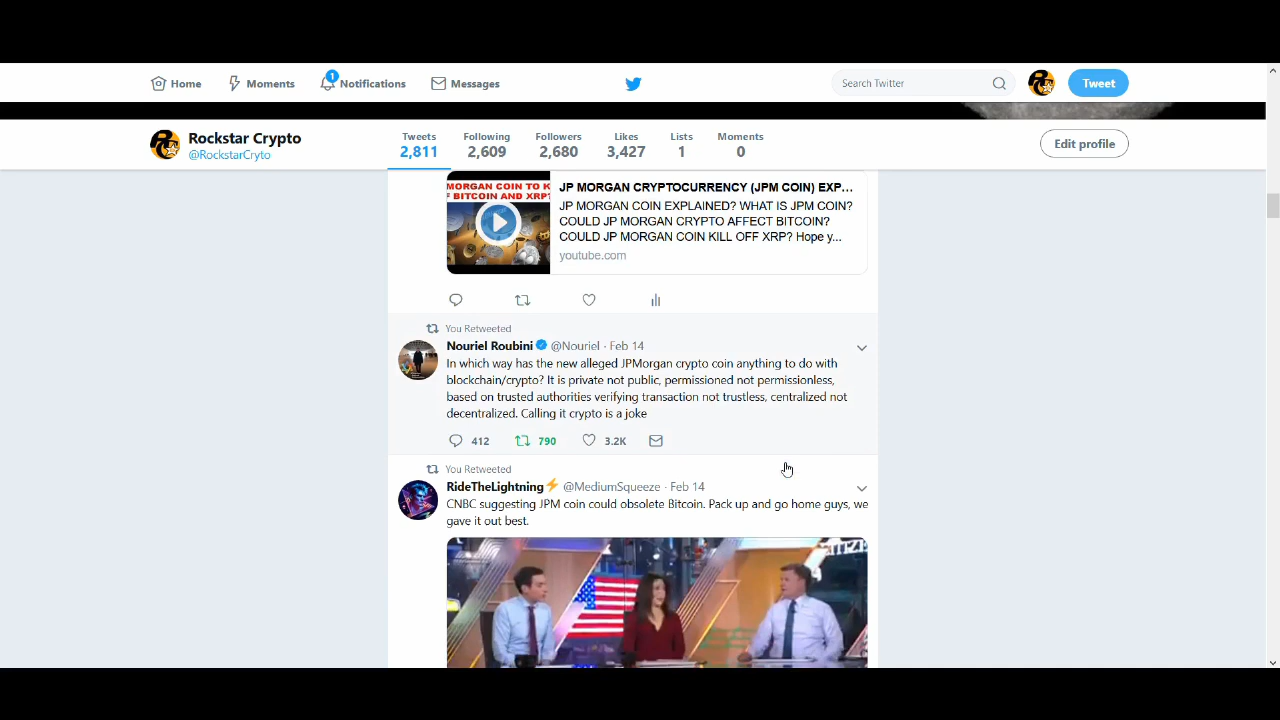 Home
Moments
1
Notifications
Messages
Search Twitter
Tweet
Rockstar Crypto
@RockstarCryto
Tweets
2,811
Following
2,609
Followers
2,680
Likes
3,427
Lists
1
Moments
0
Edit profile
MORGAN COIN TO K
F BITCOIN AND XRP?
JP MORGAN CRYPTOCURRENCY (JPM COIN) EXP...
JP MORGAN COIN EXPLAINED? WHAT IS JPM COIN?
COULD JP MORGAN CRYPTO AFFECT BITCOIN?
COULD JP MORGAN COIN KILL OFF XRP? Hope y...
youtube.com
You Retweeted
Nouriel Roubini @Nouriel · Feb 14
In which way has the new alleged JPMorgan crypto coin anything to do with
blockchain/crypto? It is private not public, permissioned not permissionless,
based on trusted authorities verifying transaction not trustless, centralized not
decentralized. Calling it crypto is a joke
412
790
3.2K
You Retweeted
RideTheLightning⚡ @MediumSqueeze · Feb 14
CNBC suggesting JPM coin could obsolete Bitcoin. Pack up and go home guys, we
gave it out best.